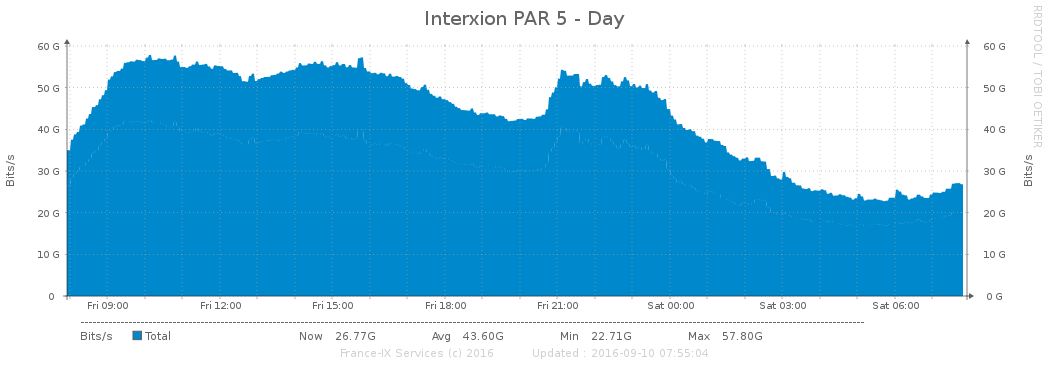 Interxion PAR 5 - Day
RRDTOOL / TOBI OETIKER
Bits/s
60 G
50 G
40 G
30 G
20 G
10 G
0
60 G
50 G
40 G
30 G
20 G
10 G
0 G
Bits/s
Fri 09:00 Fri 12:00 Fri 15:00 Fri 18:00 Fri 21:00 Sat 00:00 Sat 03:00 Sat 06:00
Bits/s Total Now 26.77G Avg 43.60G Min 22.71G Max 57.80G
France-IX Services (c) 2016 Updated : 2016-09-10 07:55:04